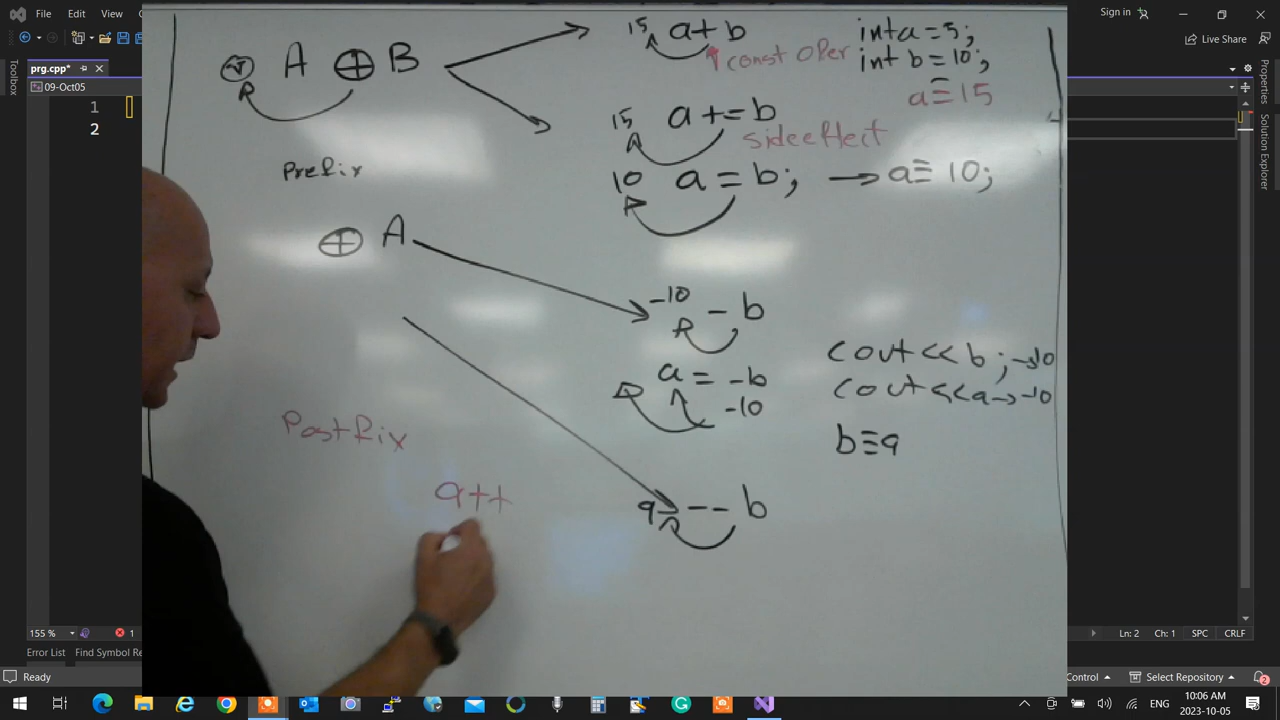 File Edit View
Sign in
Live Share
prg.cpp*
09-Oct05
Toolbox
Properties
Solution Explorer
1
2
A ⊕ B
15 a+b
const oper
int a = 5;
int b = 10;
a ≡ 15
15 a += b
sideeffect
10 a = b; → a ≡ 10;
Prefix
⊕ A
-10 - b
a = -b
-10
cout << b; → 10
cout << a → -10
b ≡ 9
Postfix
a++
9 -- b
155 %
1
Ln: 2 Ch: 1 SPC CRLF
Error List Find Symbol Re
Ready
Control
Select Repository
2
ENG
10:06 AM
2023-10-05